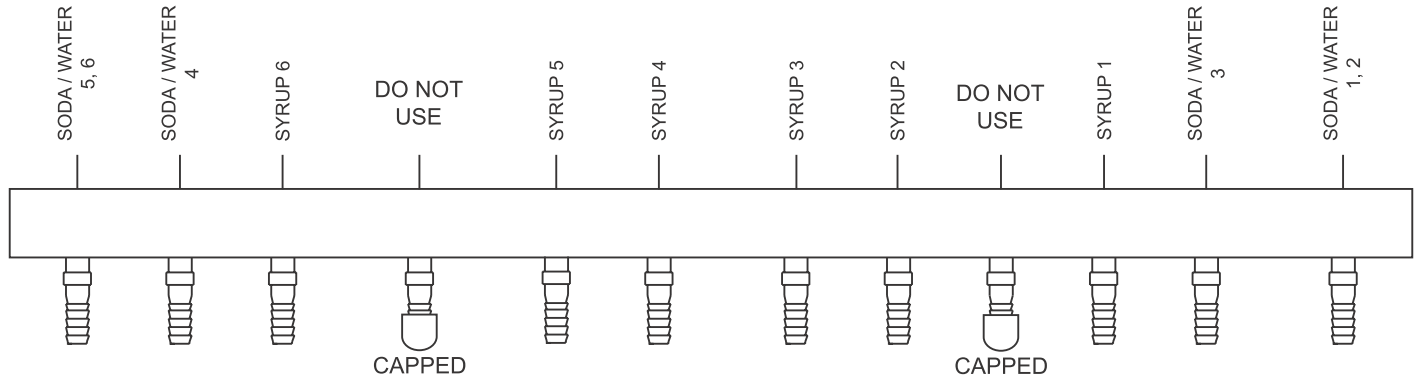 SODA / WATER
5, 6
SODA / WATER
4
SYRUP 6
DO NOT
USE
SYRUP 5
SYRUP 4
SYRUP 3
SYRUP 2
DO NOT
USE
SYRUP 1
SODA / WATER
3
SODA / WATER
1, 2
CAPPED
CAPPED